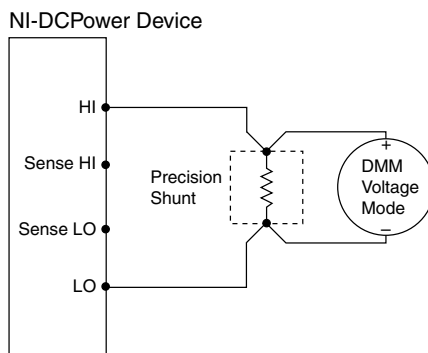 NI-DCPower Device
HI
Sense HI
Sense LO
LO
Precision
Shunt
+
DMM
Voltage
Mode
–